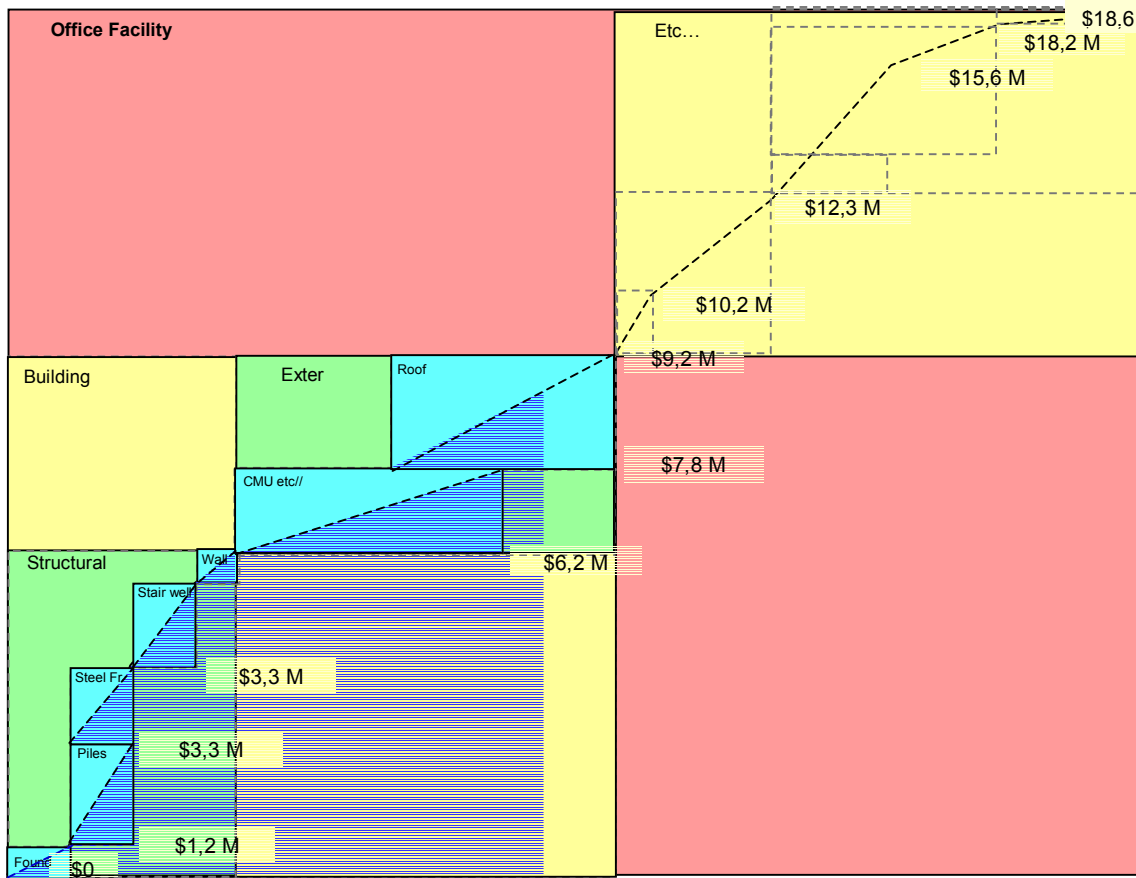 Office Facility
Etc…
$18,6
$18,2 M
$15,6 M
$12,3 M
$10,2 M
$9,2 M
Building
Exter
Roof
$7,8 M
CMU etc//
$6,2 M
Structural
Wall
Stair well
Steel Fr
$3,3 M
Piles
$3,3 M
$1,2 M
Found
$0